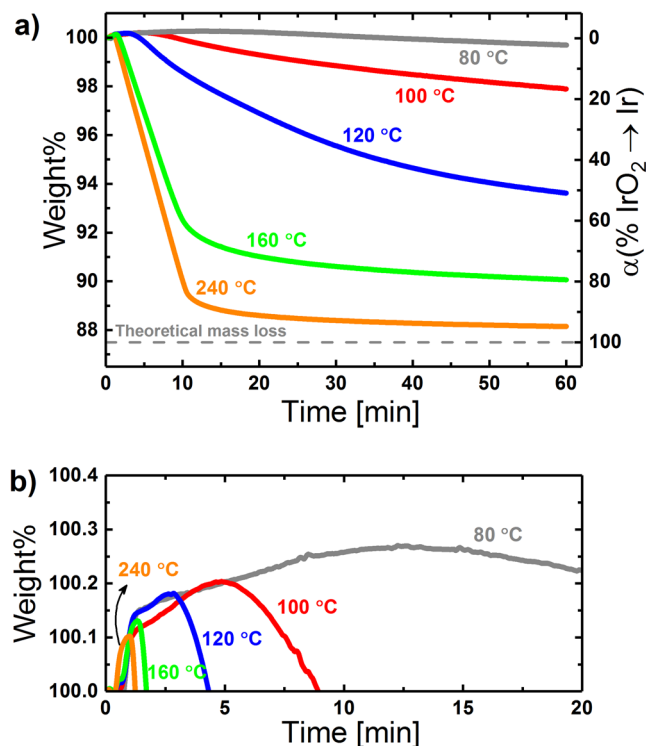 a)
100
98
96
94
92
90
88
Weight%
80 °C
100 °C
120 °C
160 °C
240 °C
Theoretical mass loss
0
20
40
60
80
100
α(% IrO₂ → Ir)
0 10 20 30 40 50 60
Time [min]
b)
100.4
100.3
100.2
100.1
100.0
Weight%
80 °C
240 °C
100 °C
120 °C
160 °C
0 5 10 15 20
Time [min]